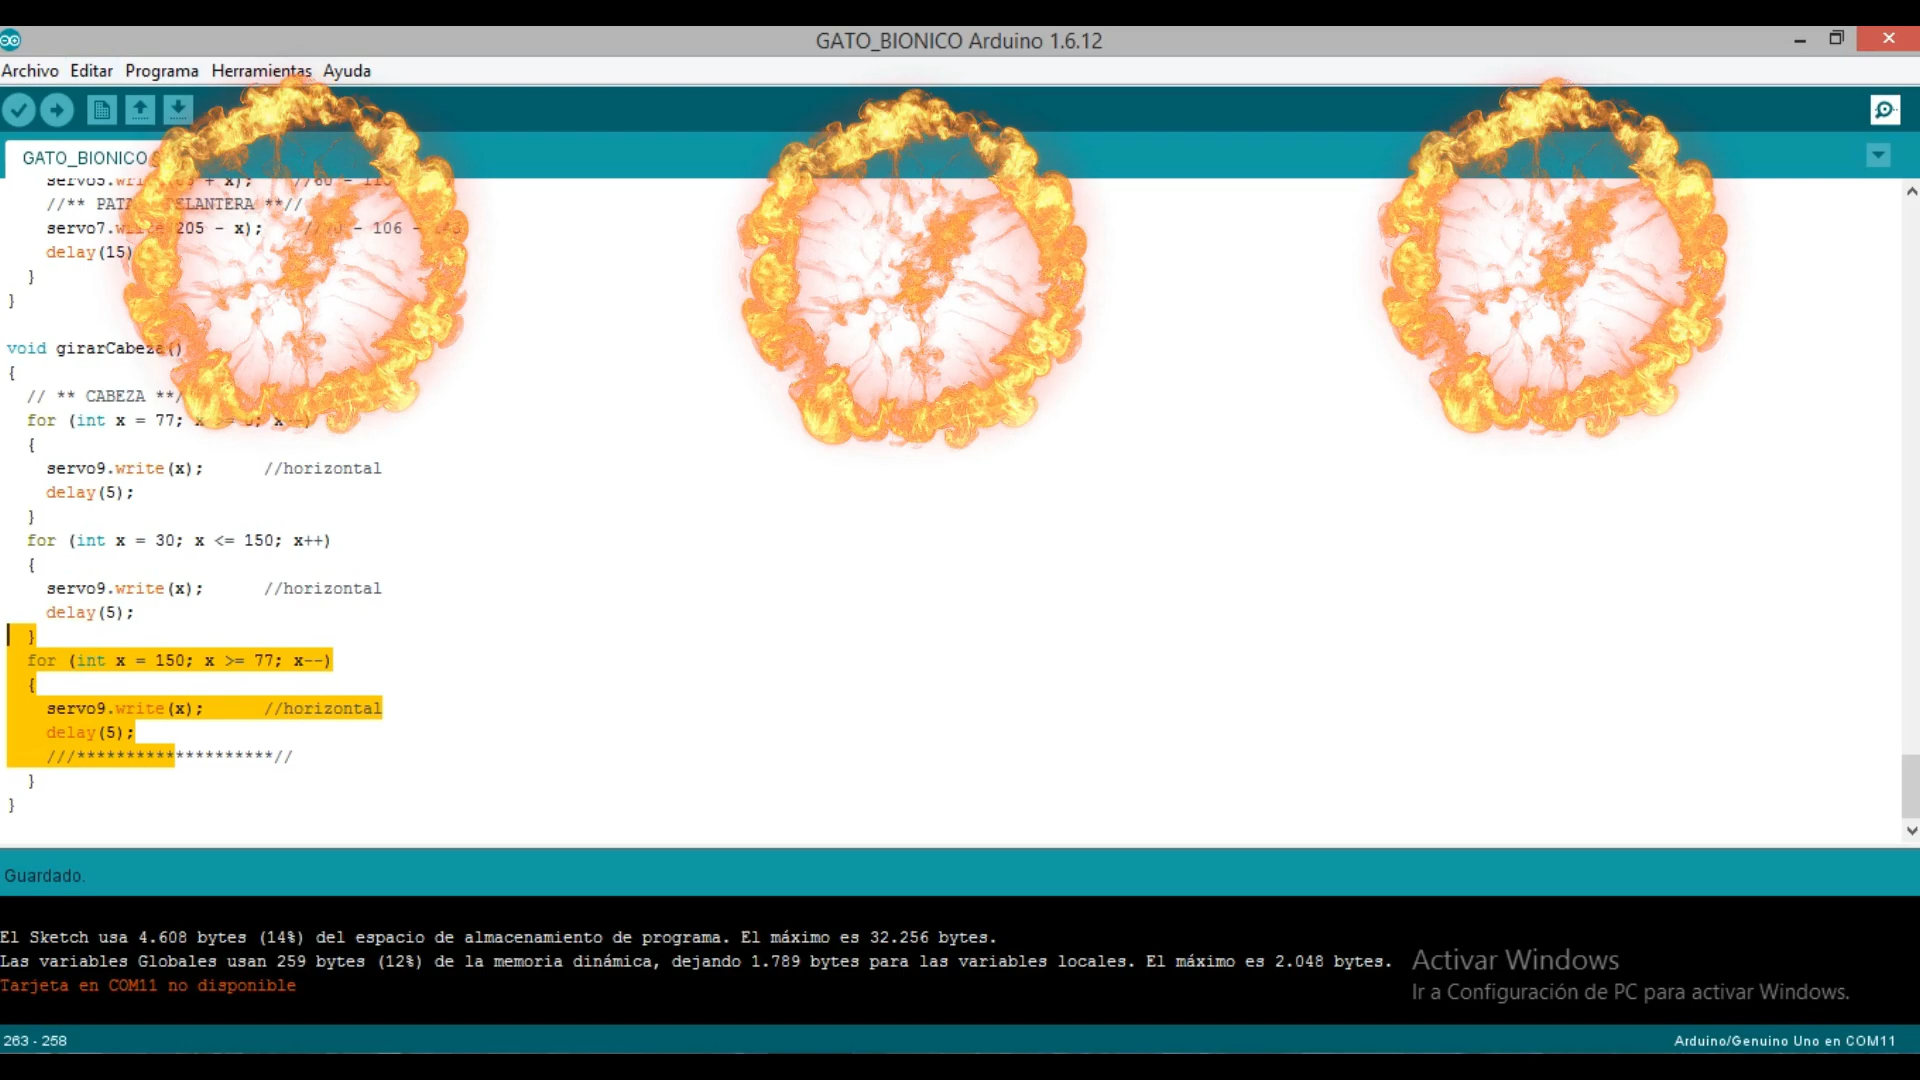 GATO_BIONICO Arduino 1.6.12
Archivo Editar Programa Herramientas Ayuda
GATO_BIONICO
+ x); //60 -
//** ELANTERA **//
servo7. 205 - x); - 106 -
delay(15)
}
}
void girarCabeza()
{
// ** CABEZA **/
for (int x = 77; x
{
servo9.write(x); //horizontal
delay(5);
}
for (int x = 30; x <= 150; x++)
{
servo9.write(x); //horizontal
delay(5);
}
for (int x = 150; x >= 77; x--)
{
servo9.write(x); //horizontal
delay(5);
///********************//
}
}
Guardado.
El Sketch usa 4.608 bytes (14%) del espacio de almacenamiento de programa. El máximo es 32.256 bytes.
Las variables Globales usan 259 bytes (12%) de la memoria dinámica, dejando 1.789 bytes para las variables locales. El máximo es 2.048 bytes.
Tarjeta en COM11 no disponible
Activar Windows
Ir a Configuración de PC para activar Windows.
263 - 258
Arduino/Genuino Uno en COM11